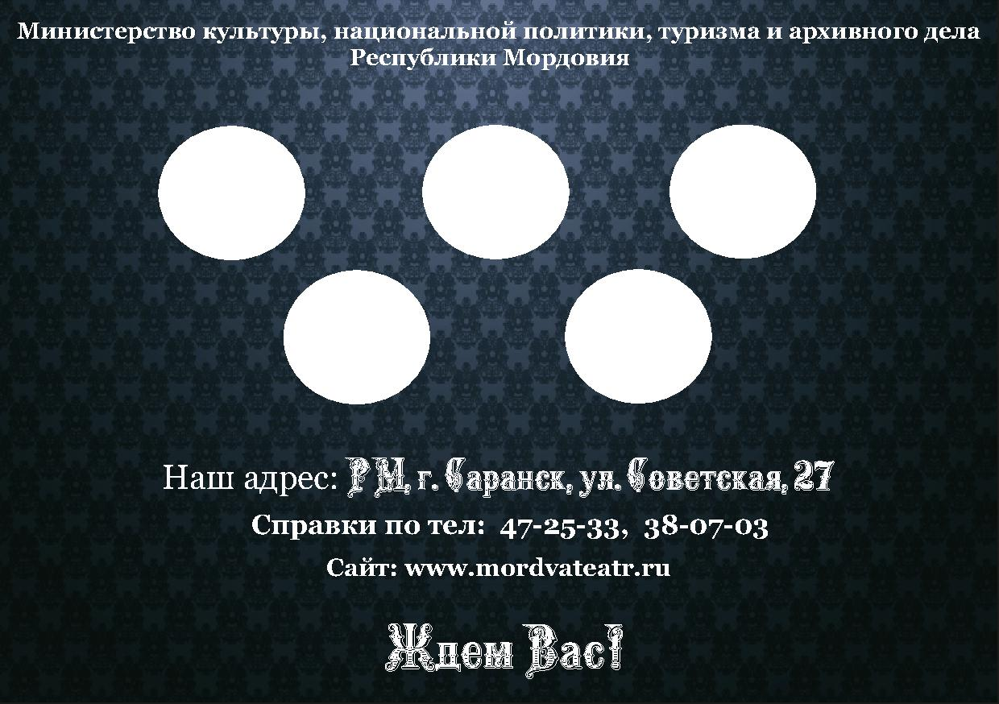 Министерство культуры, национальной политики, туризма и архивного дела
Республики Мордовия
Наш адрес: РМ, г. Саранск, ул. Советская, 27
Справки по тел: 47-25-33, 38-07-03
Сайт: www.mordvateatr.ru
Ждем Вас!